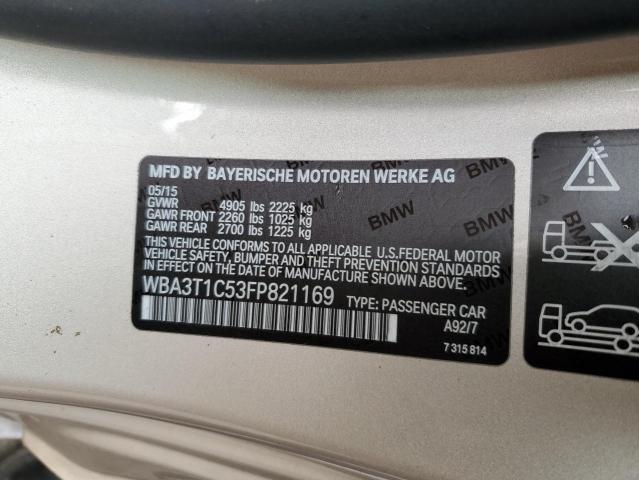 MFD BY BAYERISCHE MOTOREN WERKE AG
05/15
GVWR 4905 lbs 2225 kg
GAWR FRONT 2260 lbs 1025 kg
GAWR REAR 2700 lbs 1225 kg
THIS VEHICLE CONFORMS TO ALL APPLICABLE U.S.FEDERAL MOTOR
VEHICLE SAFETY, BUMPER AND THEFT PREVENTION STANDARDS
IN EFFECT ON THE DATE OF MANUFACTURE SHOWN ABOVE.
WBA3T1C53FP821169 TYPE: PASSENGER CAR
A92/7
7 315 814
BMW
BMW